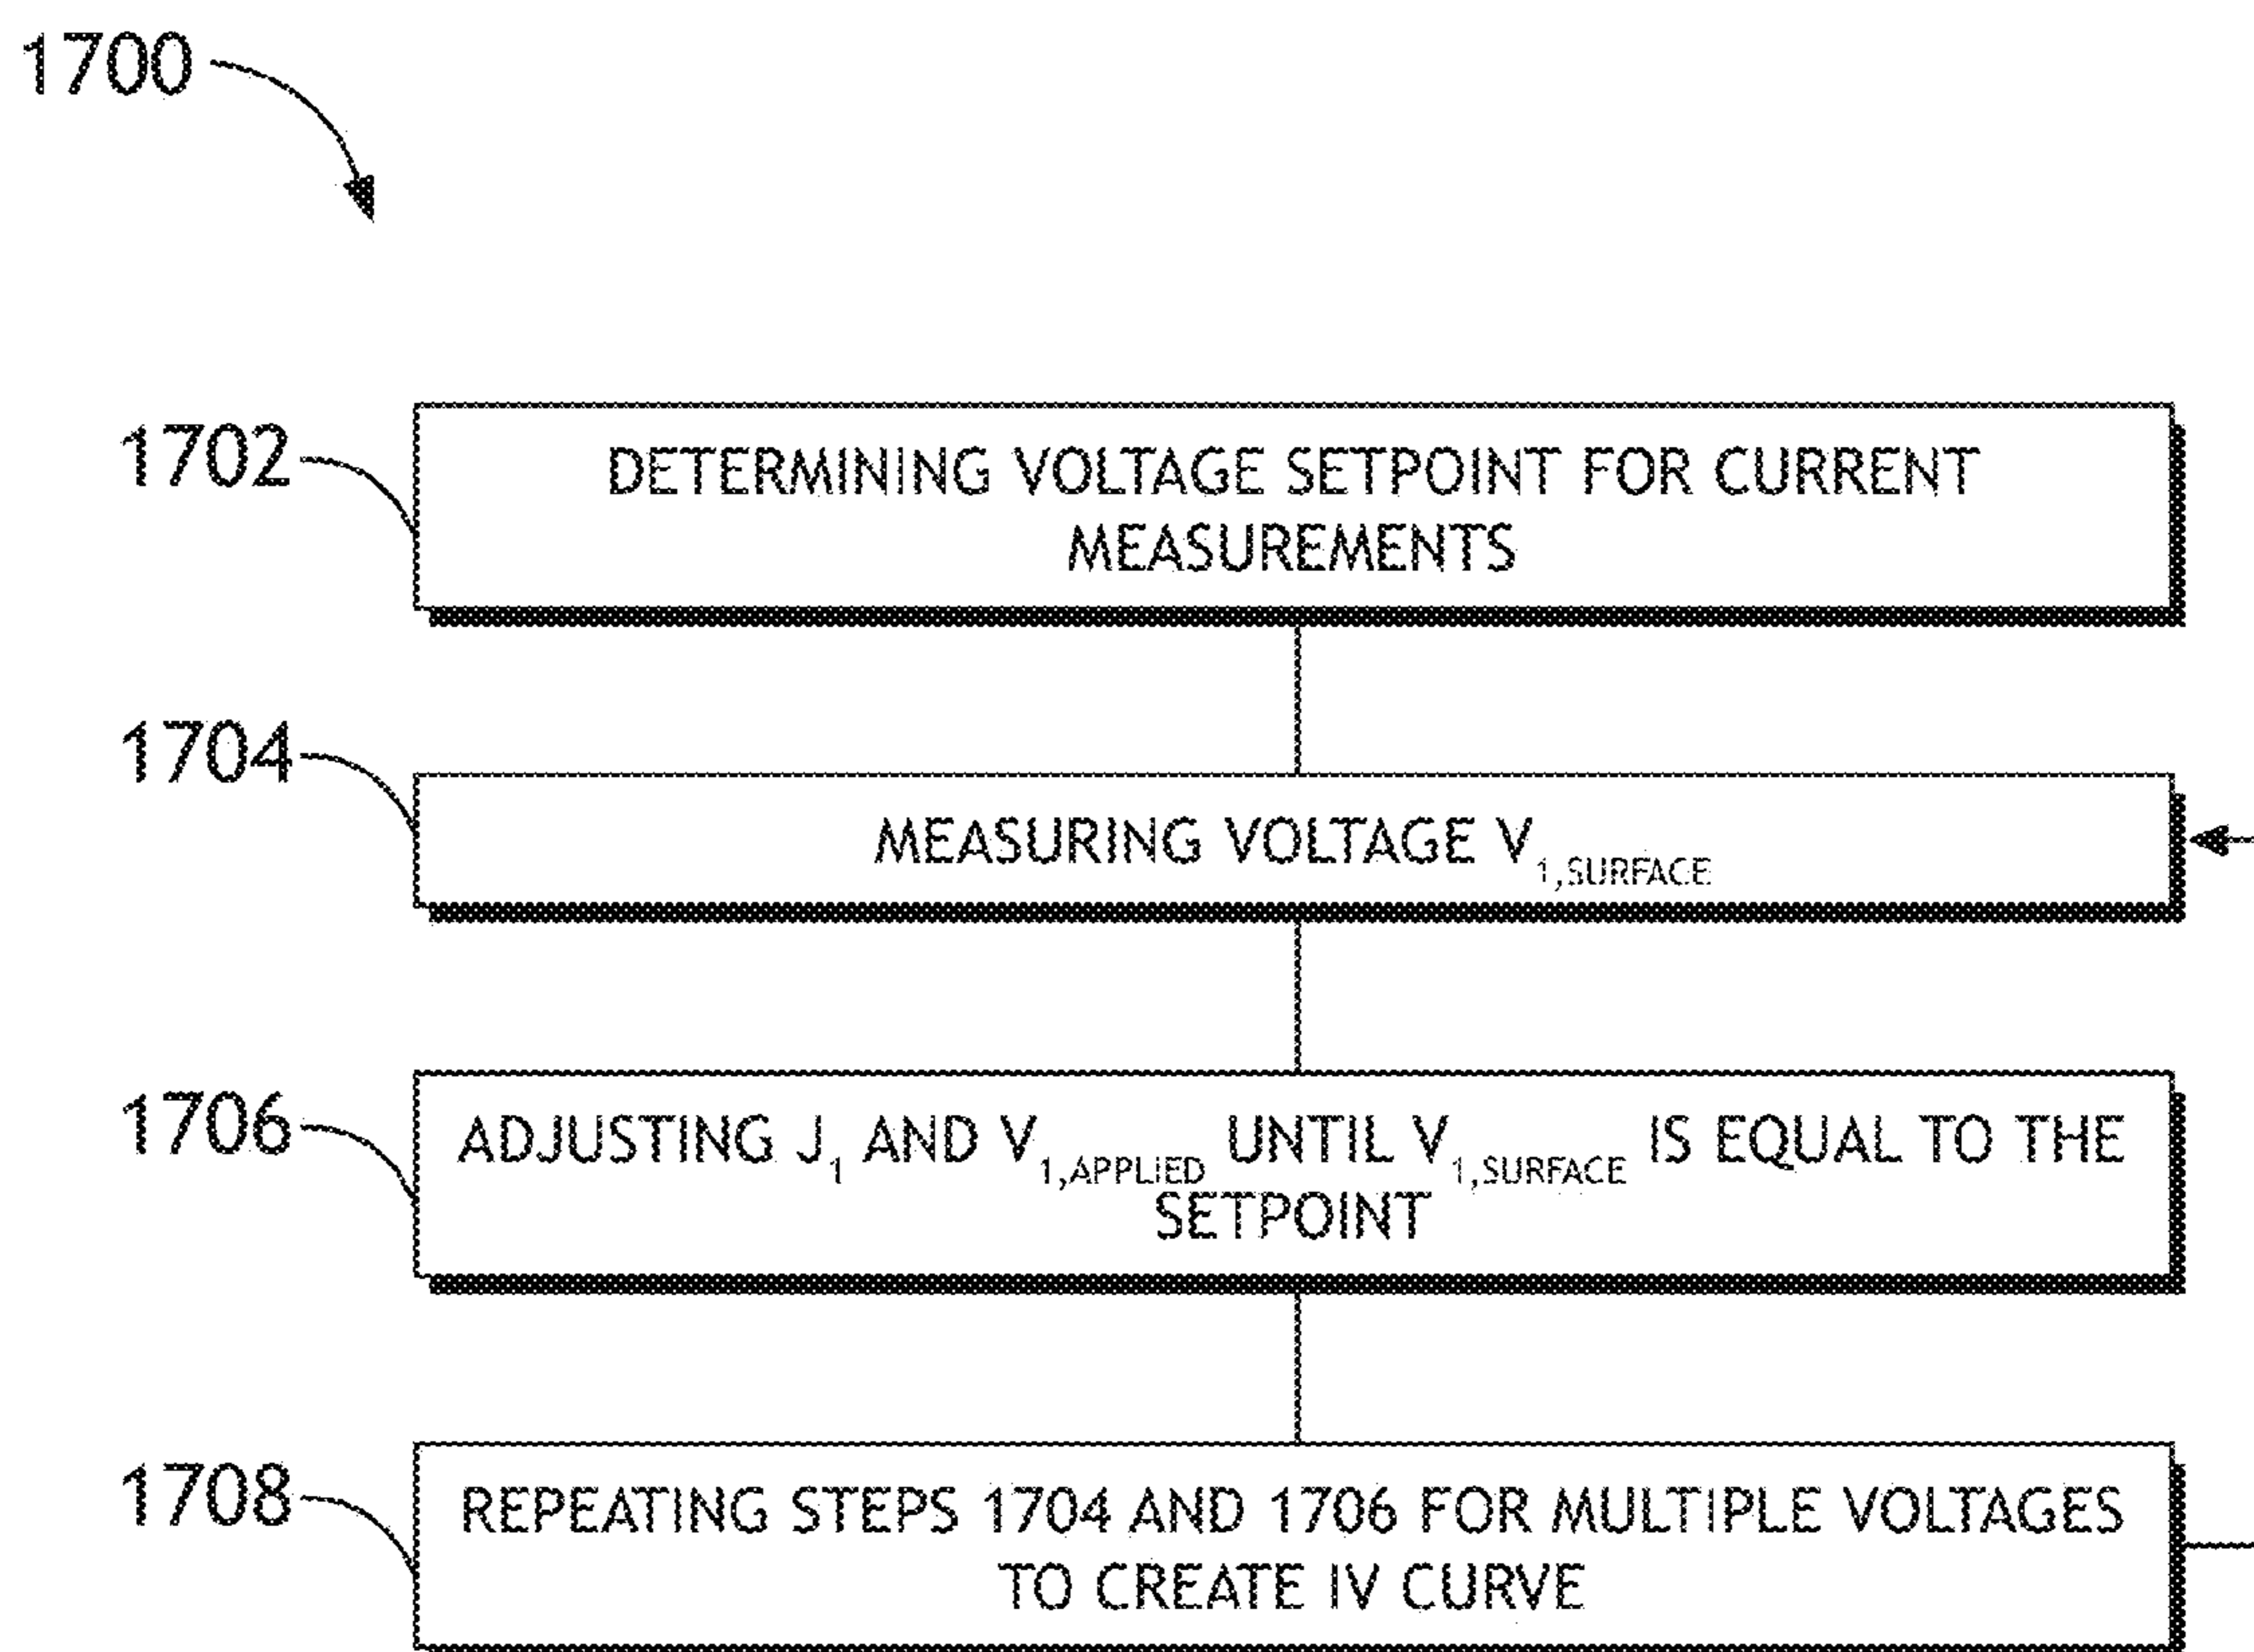 1700
1702
DETERMINING VOLTAGE SETPOINT FOR CURRENT
MEASUREMENTS
1704
MEASURING VOLTAGE V1,SURFACE
1706
ADJUSTING J1 AND V1,APPLIED UNTIL V1,SURFACE IS EQUAL TO THE
SETPOINT
1708
REPEATING STEPS 1704 AND 1706 FOR MULTIPLE VOLTAGES
TO CREATE IV CURVE